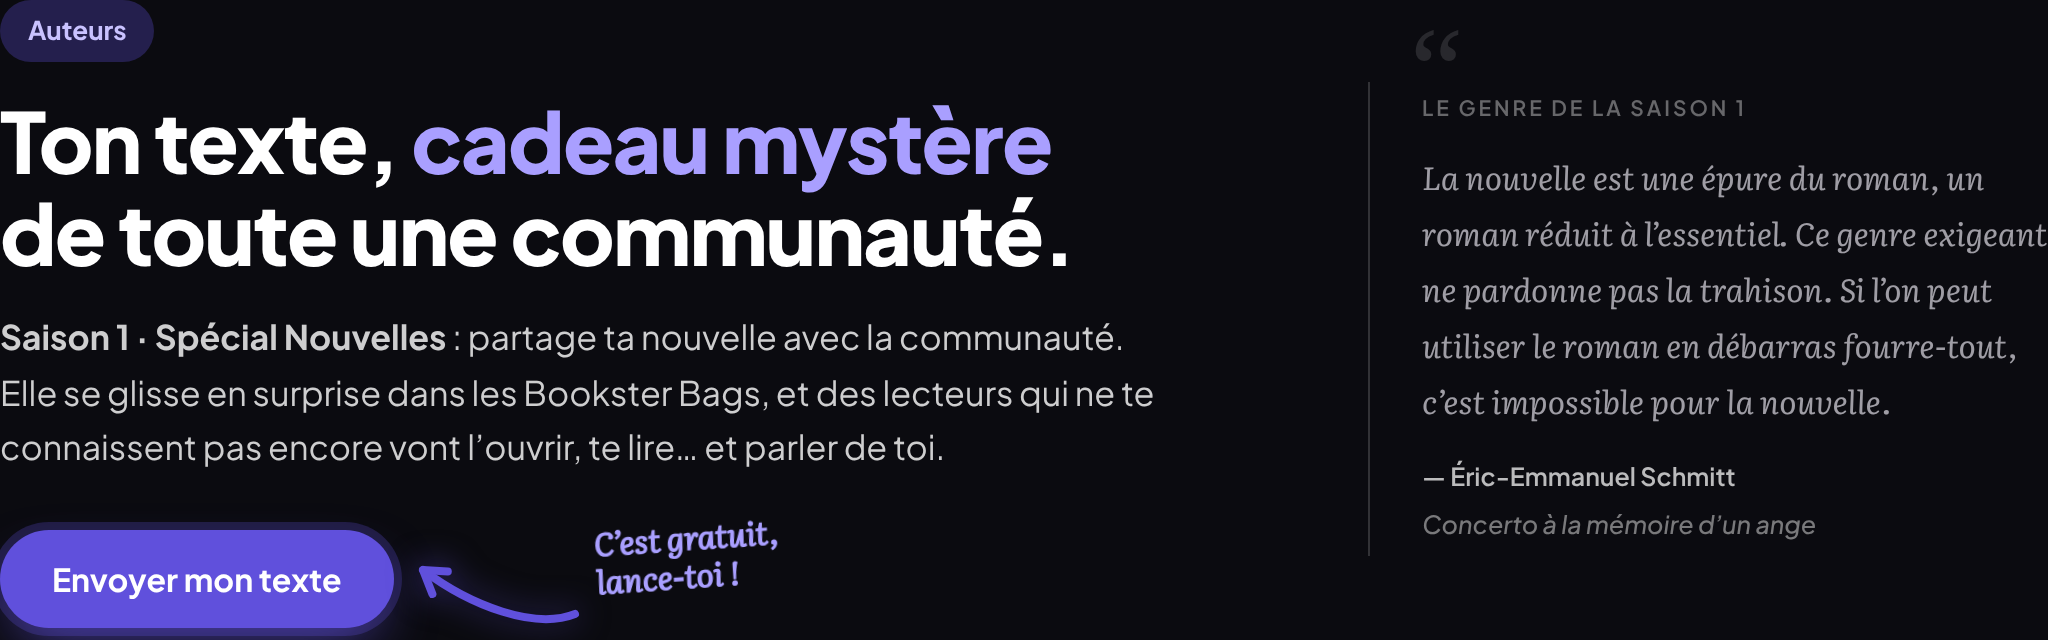 Auteurs
Ton texte, cadeau mystère
de toute une communauté.
Saison 1 · Spécial Nouvelles : partage ta nouvelle avec la communauté.
Elle se glisse en surprise dans les Bookster Bags, et des lecteurs qui ne te
connaissent pas encore vont l’ouvrir, te lire… et parler de toi.
Envoyer mon texte
C’est gratuit,
lance-toi !
“
LE GENRE DE LA SAISON 1
La nouvelle est une épure du roman, un
roman réduit à l’essentiel. Ce genre exigeant
ne pardonne pas la trahison. Si l’on peut
utiliser le roman en débarras fourre-tout,
c’est impossible pour la nouvelle.
— Éric-Emmanuel Schmitt
Concerto à la mémoire d’un ange